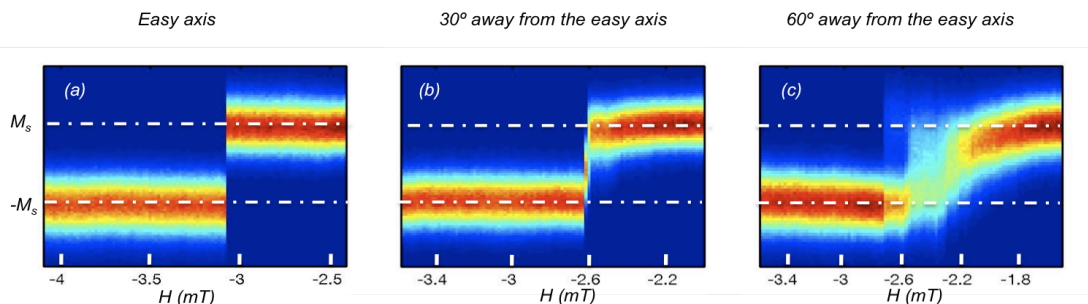 Easy axis
30º away from the easy axis
60º away from the easy axis
(a)
(b)
(c)
Ms
-Ms
-4 -3.5 -3 -2.5
-3.4 -3 -2.6 -2.2
-3.4 -3 -2.6 -2.2 -1.8
H (mT)
H (mT)
H (mT)